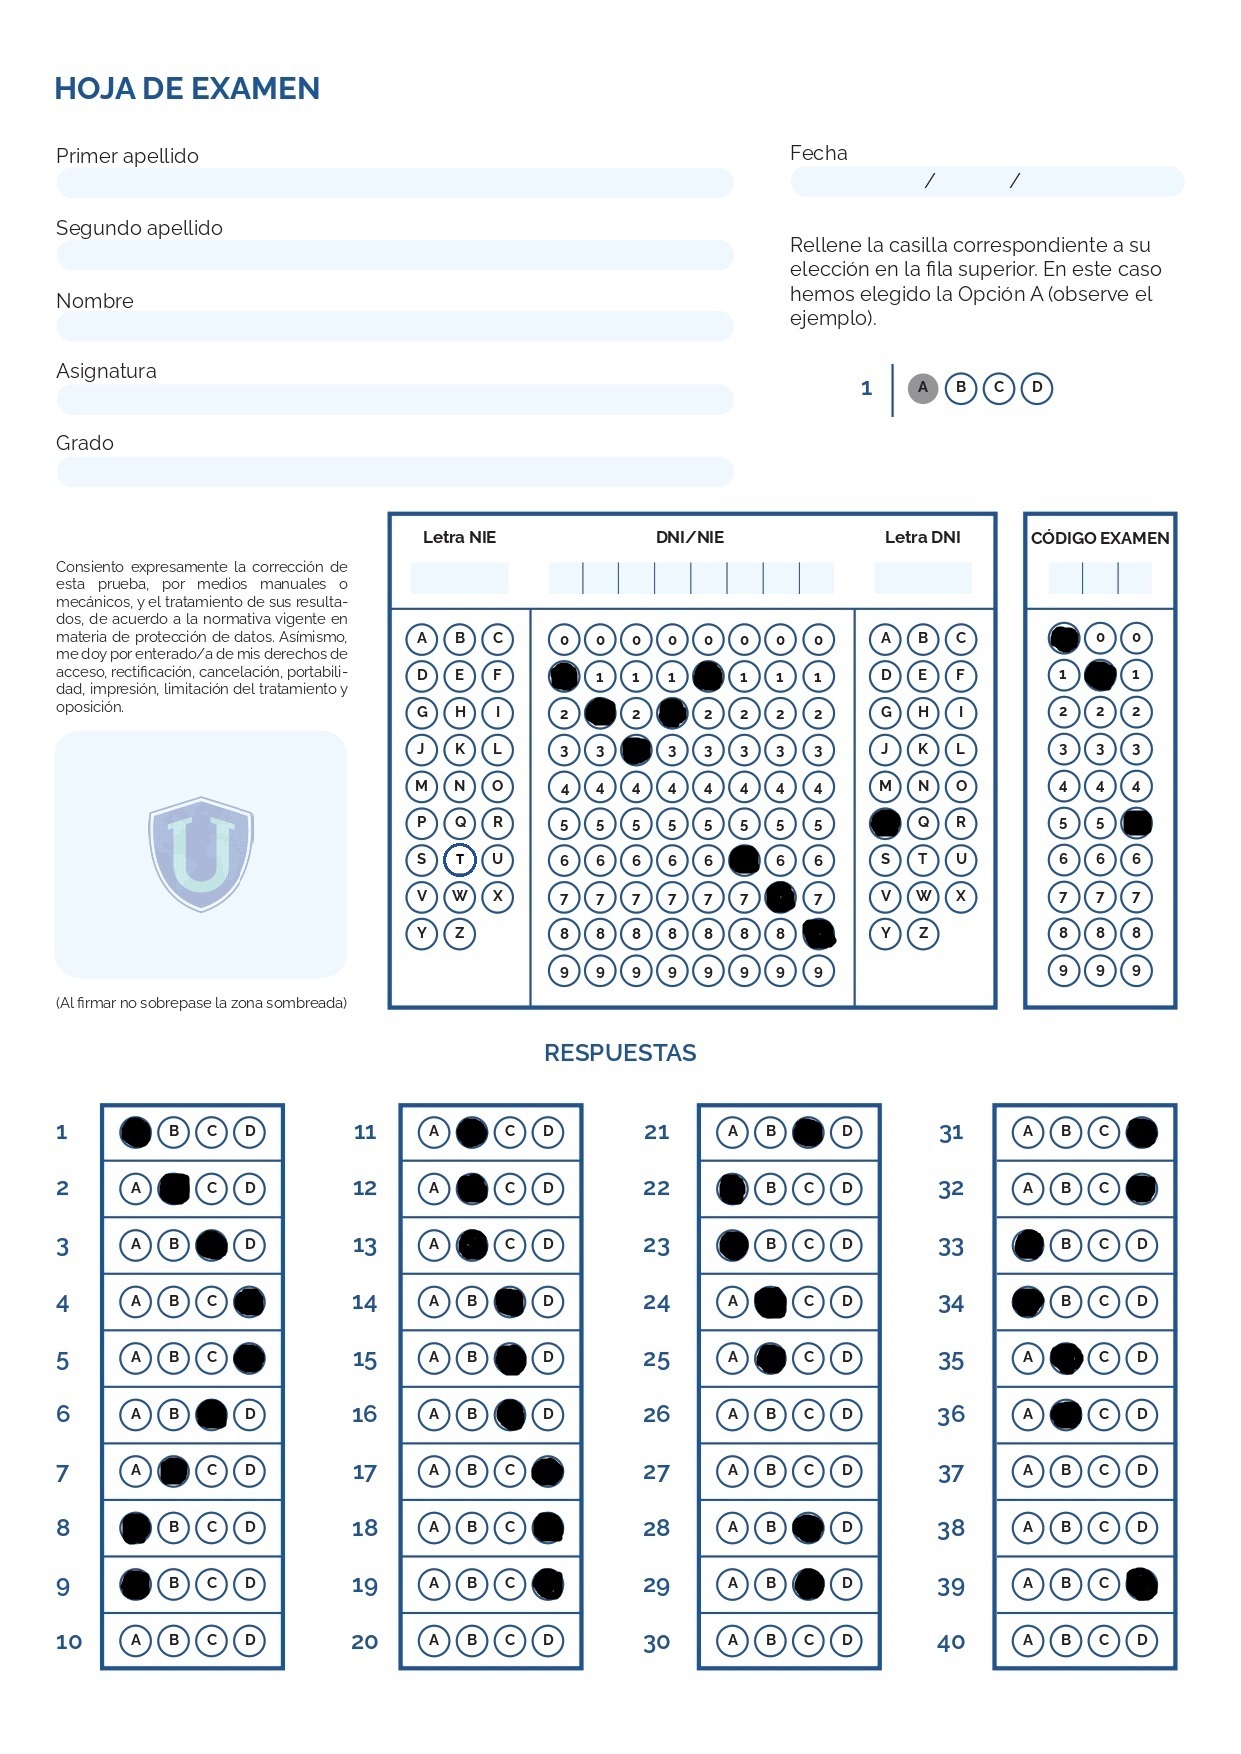 HOJA DE EXAMEN
Primer apellido
Segundo apellido
Nombre
Asignatura
Grado
Fecha
/ /
Rellene la casilla correspondiente a su
elección en la fila superior. En este caso
hemos elegido la Opción A (observe el
ejemplo).
1 A B C D
Consiento expresamente la corrección de
esta prueba, por medios manuales o
mecánicos, y el tratamiento de sus resulta-
dos, de acuerdo a la normativa vigente en
materia de protección de datos. Asímismo,
me doy por enterado/a de mis derechos de
acceso, rectificación, cancelación, portabili-
dad, impresión, limitación del tratamiento y
oposición.
U
(Al firmar no sobrepase la zona sombreada)
Letra NIE
A B C
D E F
G H I
J K L
M N O
P Q R
S T U
V W X
Y Z
DNI/NIE
0 0 0 0 0 0 0 0
1 1 1 1 1 1
2 2 2 2 2 2
3 3 3 3 3 3 3
4 4 4 4 4 4 4 4
5 5 5 5 5 5 5 5
6 6 6 6 6 6 6
7 7 7 7 7 7 7
8 8 8 8 8 8 8
9 9 9 9 9 9 9 9
Letra DNI
A B C
D E F
G H I
J K L
M N O
Q R
S T U
V W X
Y Z
CÓDIGO EXAMEN
0 0
1 1
2 2 2
3 3 3
4 4 4
5 5
6 6 6
7 7 7
8 8 8
9 9 9
RESPUESTAS
1 B C D
2 A C D
3 A B D
4 A B C
5 A B C
6 A B D
7 A C D
8 B C D
9 B C D
10 A B C D
11 A C D
12 A C D
13 A C D
14 A B D
15 A B D
16 A B D
17 A B C
18 A B C
19 A B C
20 A B C D
21 A B D
22 B C D
23 B C D
24 A C D
25 A C D
26 A B C D
27 A B C D
28 A B D
29 A B D
30 A B C D
31 A B C
32 A B C
33 B C D
34 B C D
35 A C D
36 A C D
37 A B C D
38 A B C D
39 A B C
40 A B C D